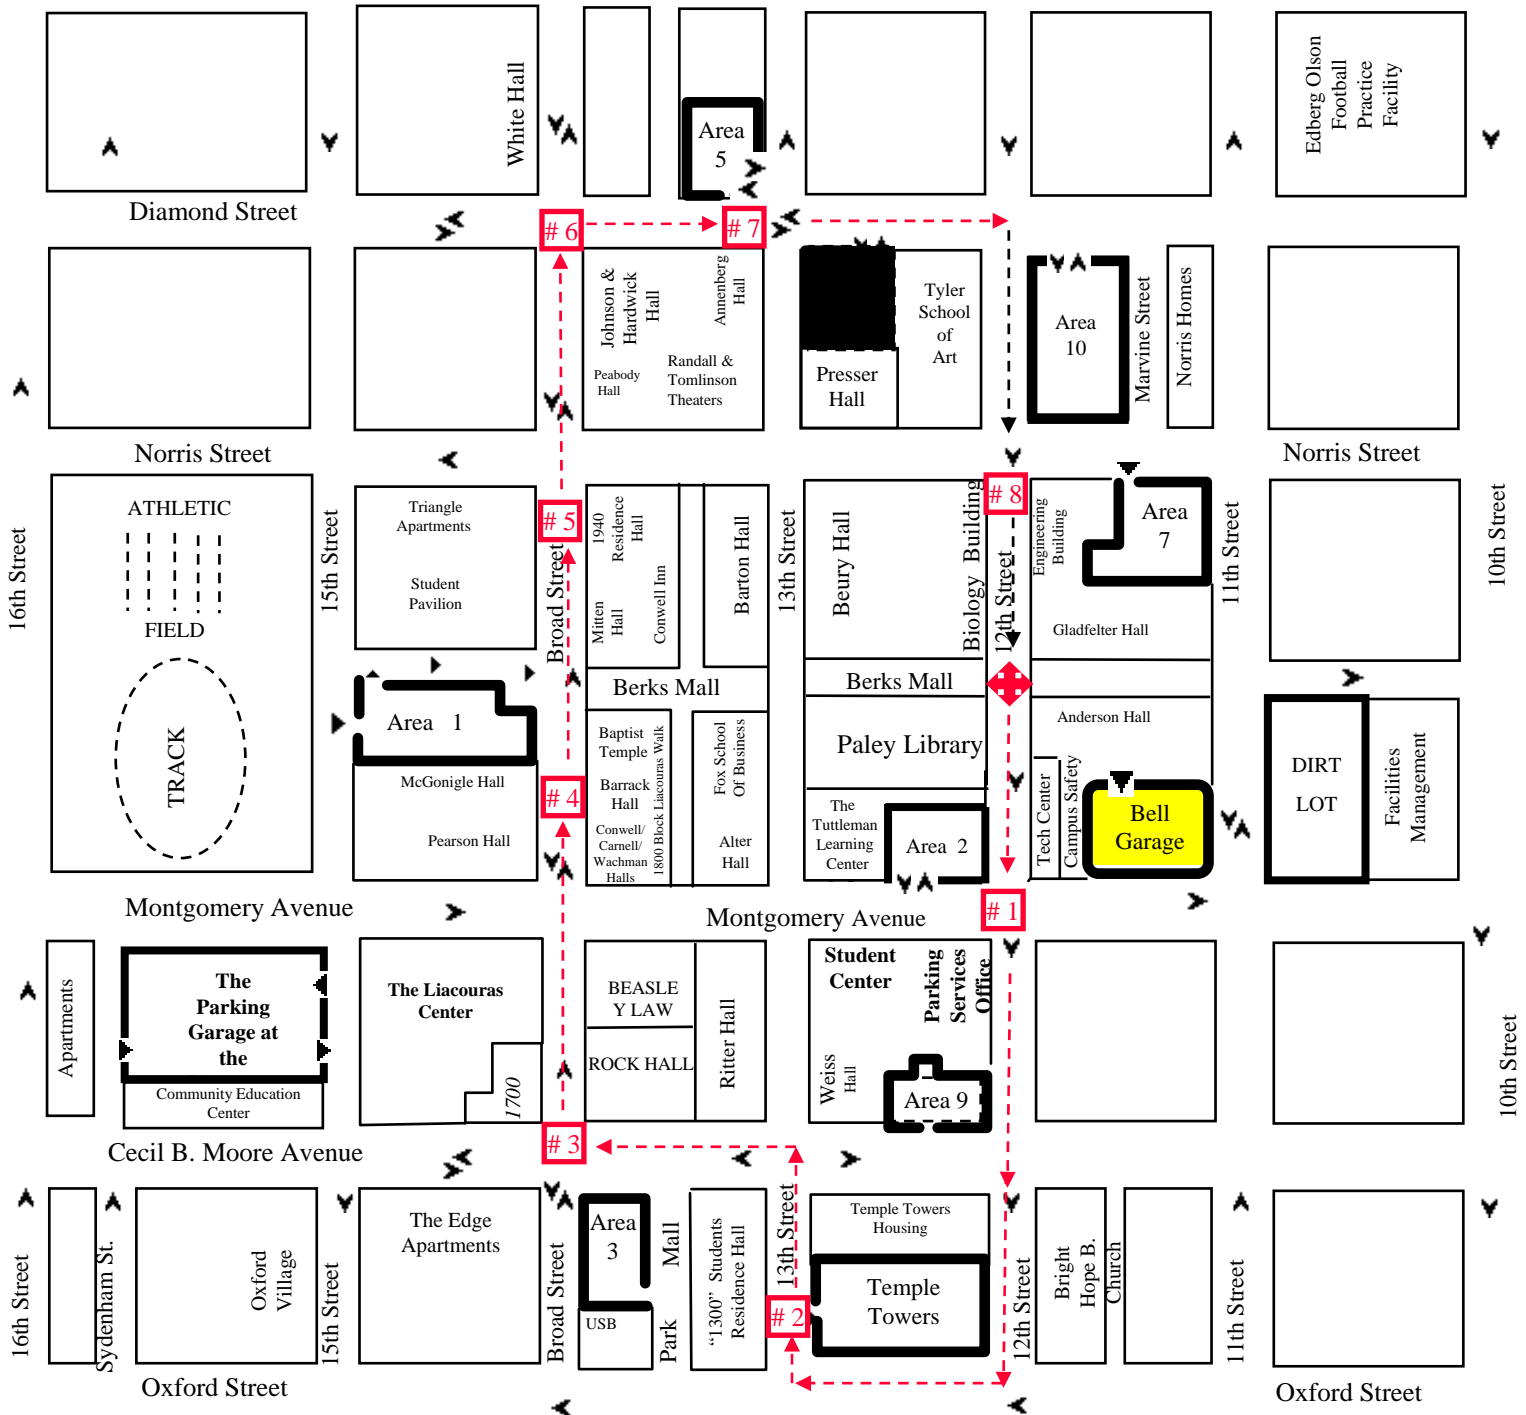 White Hall
Area
5
Edberg Olson
Football
Practice
Facility
Diamond Street
# 6
# 7
Johnson &
Hardwick
Hall
Annenberg
Hall
Peabody
Hall
Randall &
Tomlinson
Theaters
Tyler
School
of
Art
Presser
Hall
Area
10
Marvine Street
Norris Homes
Norris Street
Norris Street
ATHLETIC
FIELD
TRACK
16th Street
15th Street
Triangle
Apartments
Student
Pavilion
# 5
Broad Street
1940
Residence
Hall
Mitten
Hall
Conwell Inn
Barton Hall
13th Street
Beury Hall
Biology Building
# 8
12th Street
Engineering
Building
Area
7
Gladfelter Hall
11th Street
10th Street
Area 1
Berks Mall
Berks Mall
McGonigle Hall
Pearson Hall
# 4
Baptist
Temple
Barrack
Hall
Conwell/
Carnell/
Wachman
Halls
1800 Block Liacouras Walk
Fox School
Of Business
Alter
Hall
Paley Library
Anderson Hall
The
Tuttleman
Learning
Center
Area 2
Tech Center
Campus Safety
Bell
Garage
DIRT
LOT
Facilities
Management
Montgomery Avenue
Montgomery Avenue
# 1
Apartments
The
Parking
Garage at
the
Community Education
Center
The Liacouras
Center
1700
BEASLE
Y LAW
ROCK HALL
Ritter Hall
Student
Center
Parking
Services
Office
Weiss
Hall
Area 9
10th Street
Cecil B. Moore Avenue
# 3
16th Street
Sydenham St.
Oxford
Village
15th Street
The Edge
Apartments
Broad Street
Area
3
USB
Park Mall
“1300” Students
Residence Hall
13th Street
# 2
Temple Towers
Housing
Temple
Towers
12th Street
Bright
Hope B.
Church
11th Street
Oxford Street
Oxford Street